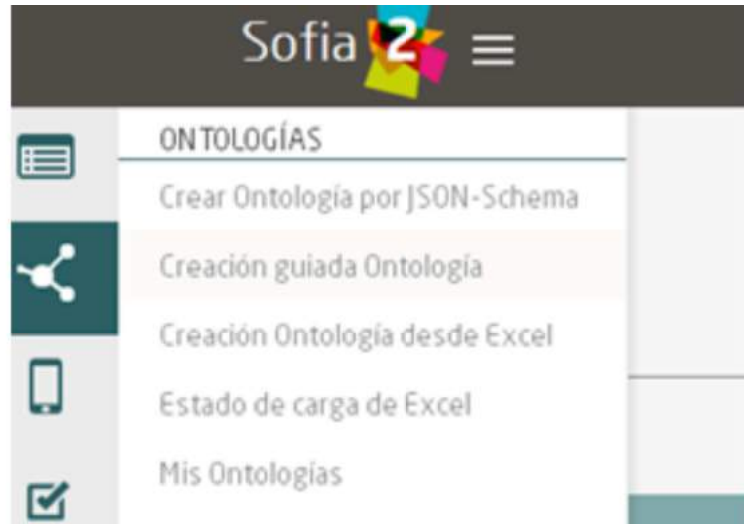 Sofia 2
ONTOLOGÍAS
Crear Ontología por JSON-Schema
Creación guiada Ontología
Creación Ontología desde Excel
Estado de carga de Excel
Mis Ontologías